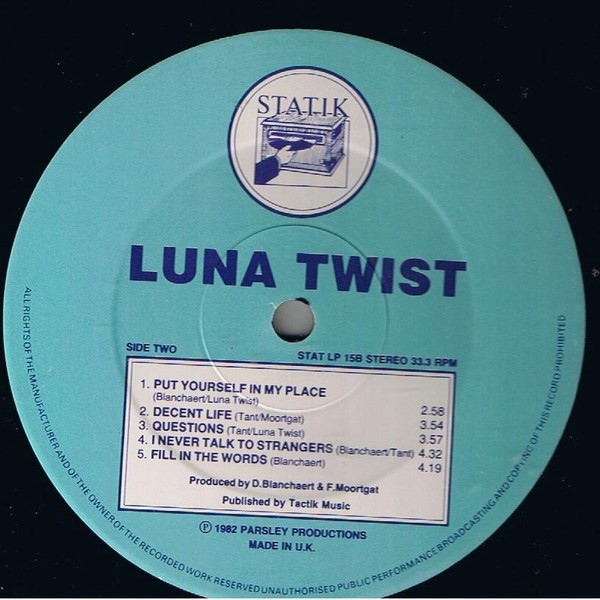 STATIK
LUNA TWIST
SIDE TWO
STAT LP 15B STEREO 33.3 RPM
1. PUT YOURSELF IN MY PLACE
(Blanchaert/Luna Twist) 2.58
2. DECENT LIFE (Tant/Moortgat) 3.54
3. QUESTIONS (Tant/Luna Twist) 3.57
4. I NEVER TALK TO STRANGERS (Blanchaert/Tant) 4.32
5. FILL IN THE WORDS (Blanchaert) 4.19
Produced by D.Blanchaert & F.Moortgat
Published by Tactik Music
℗ 1982 PARSLEY PRODUCTIONS
MADE IN U.K.
ALL RIGHTS OF THE MANUFACTURER AND OF THE OWNER OF THE RECORDED WORK RESERVED UNAUTHORISED PUBLIC PERFORMANCE BROADCASTING AND COPYING OF THIS RECORD PROHIBITED